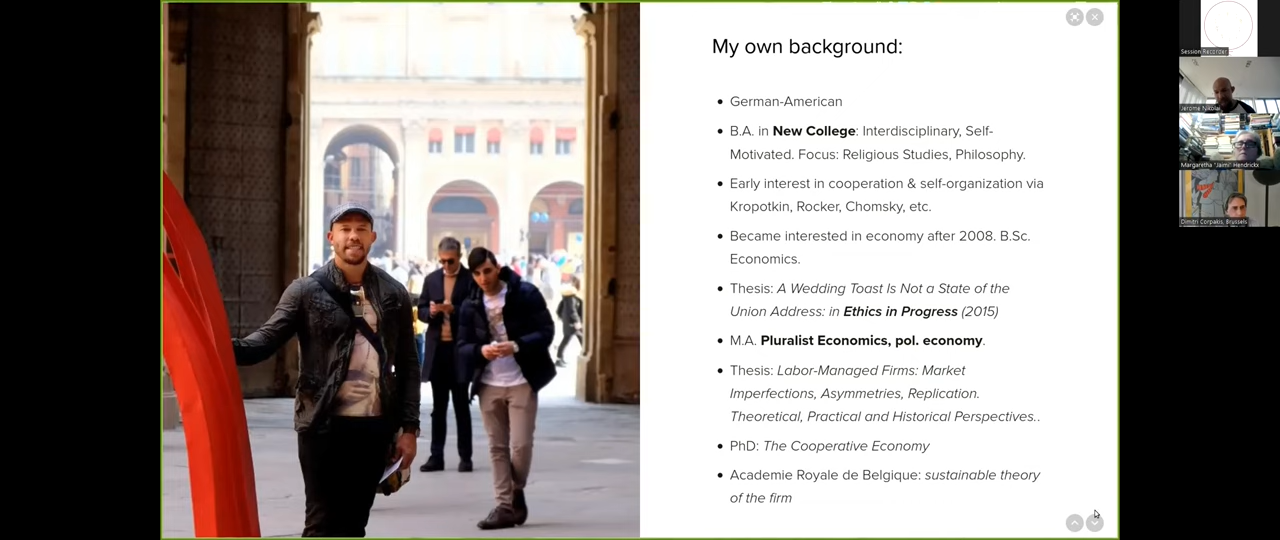 My own background:
German-American
B.A. in New College: Interdisciplinary, Self-
Motivated. Focus: Religious Studies, Philosophy.
Early interest in cooperation & self-organization via
Kropotkin, Rocker, Chomsky, etc.
Became interested in economy after 2008. B.Sc.
Economics.
Thesis: A Wedding Toast Is Not a State of the
Union Address: in Ethics in Progress (2015)
M.A. Pluralist Economics, pol. economy.
Thesis: Labor-Managed Firms: Market
Imperfections, Asymmetries, Replication.
Theoretical, Practical and Historical Perspectives..
PhD: The Cooperative Economy
Academie Royale de Belgique: sustainable theory
of the firm
Session Recorder
Jerome Nikolai
Margaretha "Jaimi" Hendrickx
Dimitri Corpakis, Brussels